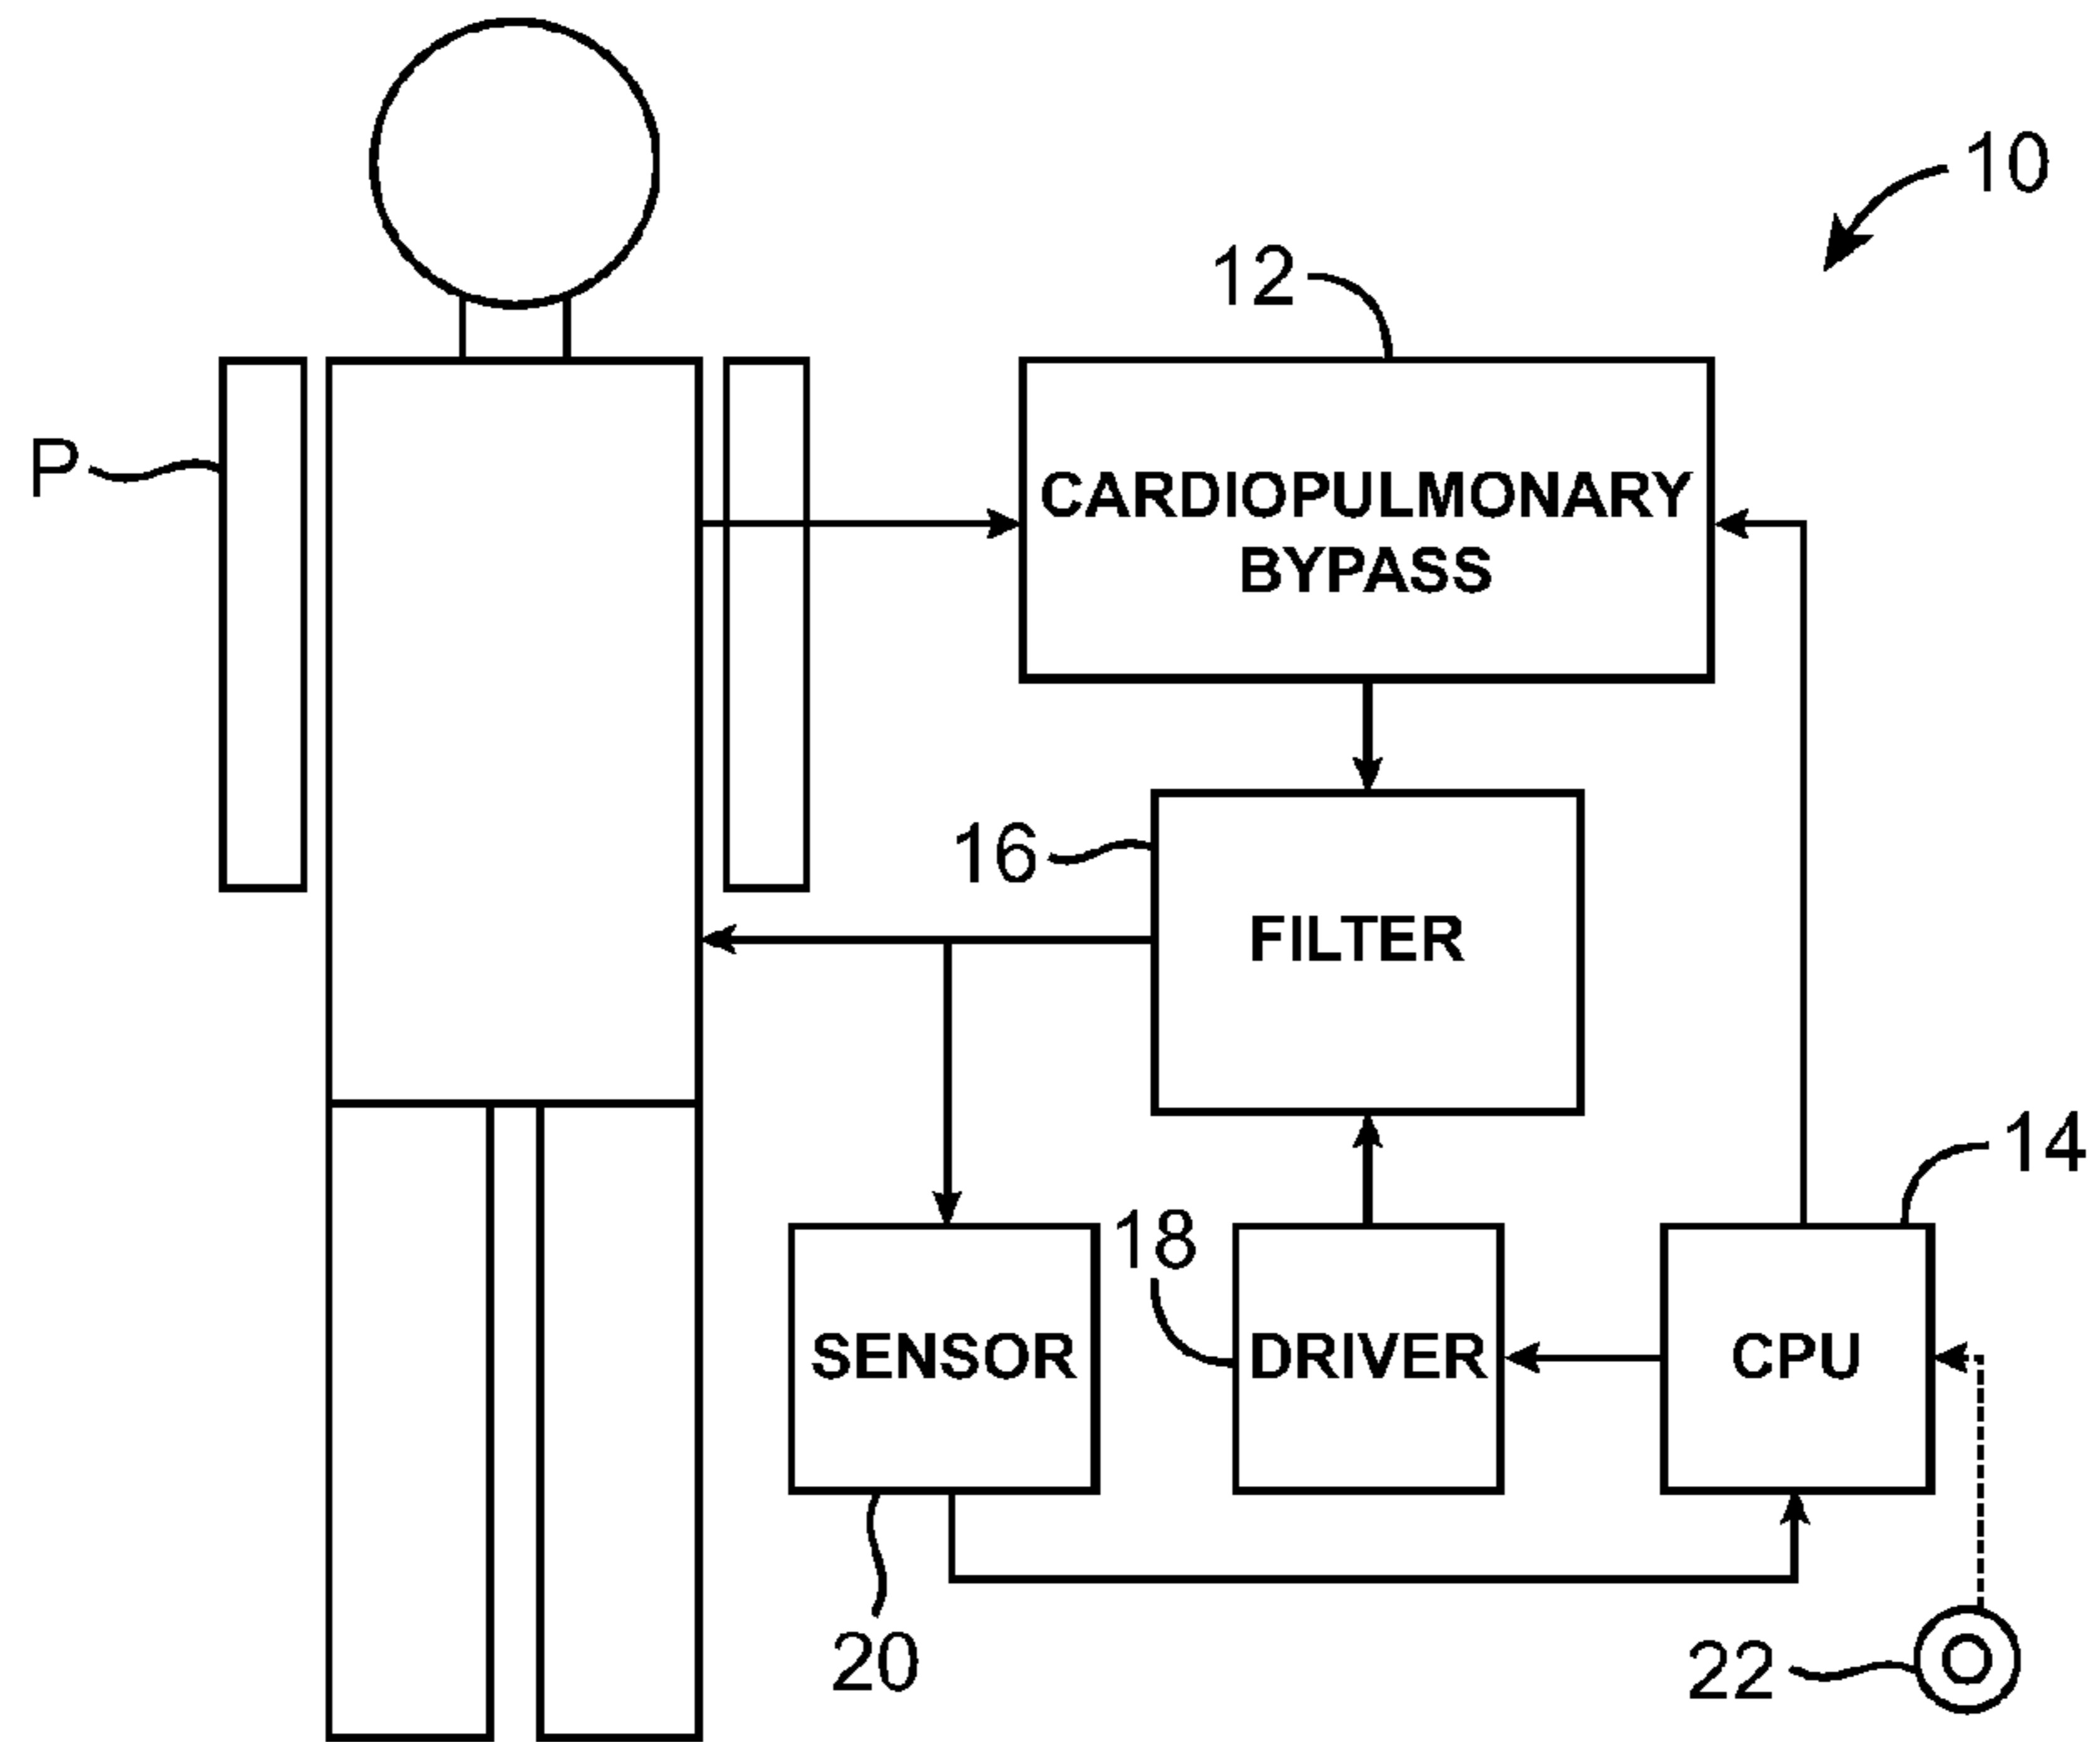 10
12
P
CARDIOPULMONARY
BYPASS
16
FILTER
14
18
SENSOR
DRIVER
CPU
20
22